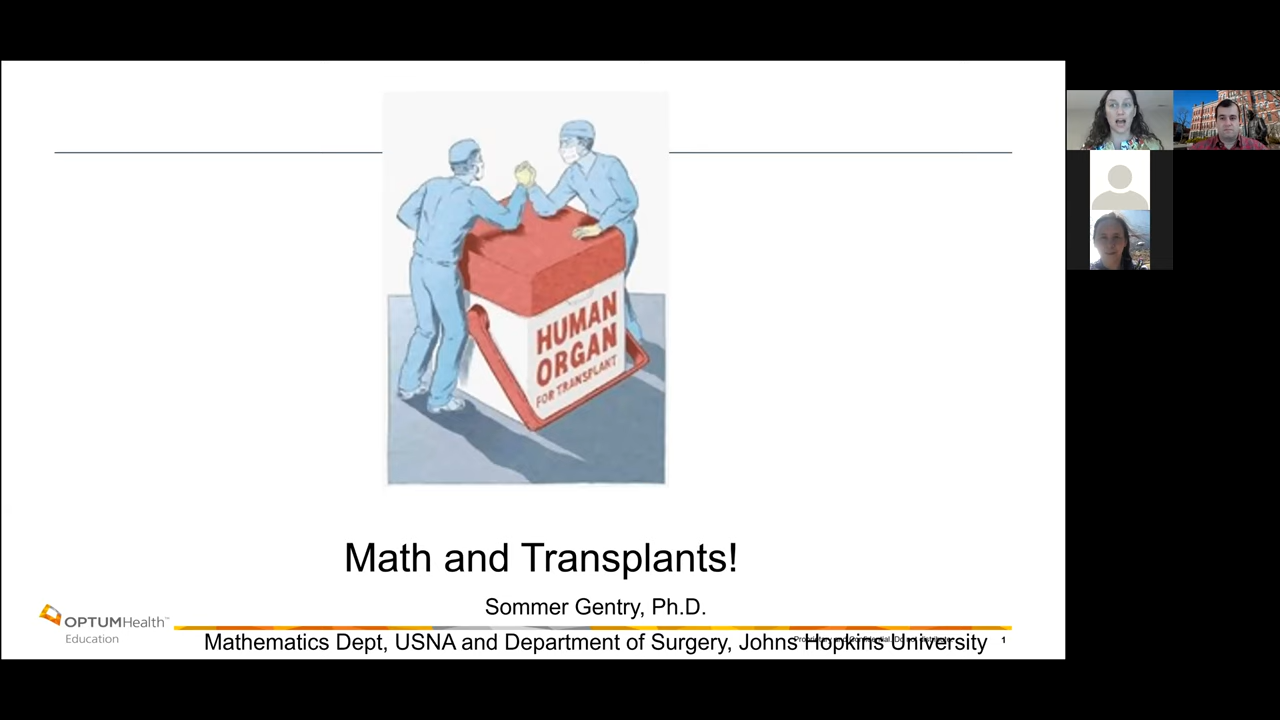 HUMAN
ORGAN
FOR TRANSPLANT
Math and Transplants!
Sommer Gentry, Ph.D.
OPTUMHealth™
Education
Mathematics Dept, USNA and Department of Surgery, Johns Hopkins University
1